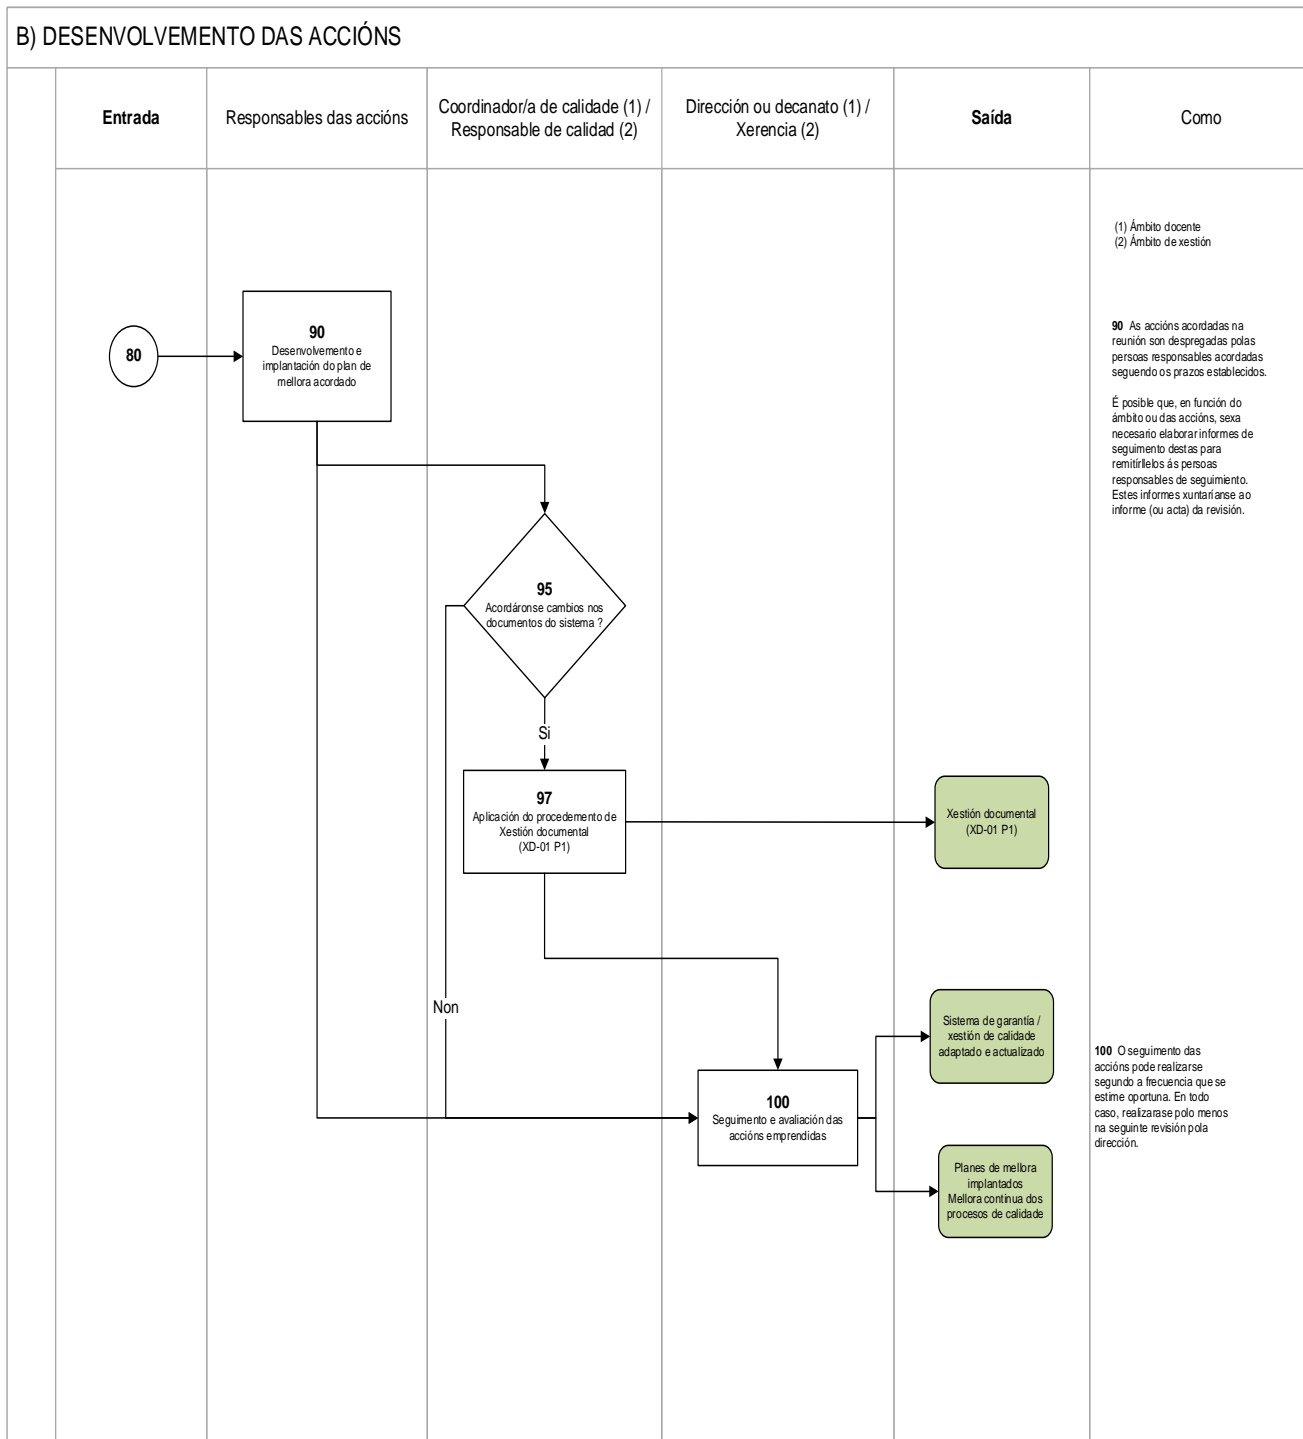 B) DESENVOLVEMENTO DAS ACCIÓNS
Entrada
Responsables das accións
Coordinador/a de calidade (1) /
Responsable de calidad (2)
Dirección ou decanato (1) /
Xerencia (2)
Saída
Como
(1) Ámbito docente
(2) Ámbito de xestión
80
90
Desenvolvemento e
implantación do plan de
mellora acordado
90 As accións acordadas na
reunión son despregadas polas
persoas responsables acordadas
seguendo os prazos establecidos.
É posible que, en función do
ámbito ou das accións, sexa
necesario elaborar informes de
seguimento destas para
remitírllelos ás persoas
responsables de seguimiento.
Estes informes xuntaríanse ao
informe (ou acta) da revisión.
95
Acordáronse cambios nos
documentos do sistema ?
Si
97
Aplicación do procedemento de
Xestión documental
(XD-01 P1)
Xestión documental
(XD-01 P1)
Non
Sistema de garantía /
xestión de calidade
adaptado e actualizado
100
Seguimento e avaliación das
accións emprendidas
100 O seguimento das
accións pode realizarse
segundo a frecuencia que se
estime oportuna. En todo
caso, realizarase polo menos
na seguinte revisión pola
dirección.
Planes de mellora
implantados
Mellora continua dos
procesos de calidade